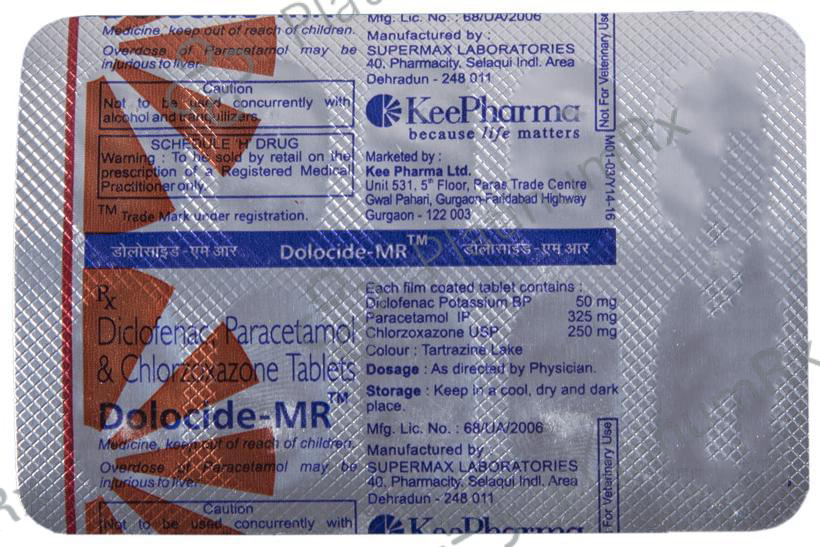 Medicine, keep out of reach of children.
Overdose of Paracetamol may be
injurious to liver.
Caution
Not to be used concurrently with
alcohol and tranquilizers.
SCHEDULE 'H' DRUG
Warning : To be sold by retail on the
prescription of a Registered Medical
Practitioner only.
TM Trade Mark under registration.
Mfg. Lic. No. : 68/UA/2006
Manufactured by :
SUPERMAX LABORATORIES
40, Pharmacity, Selaqui Indl. Area
Dehradun - 248 011
KeePharma
because life matters
Marketed by :
Kee Pharma Ltd.
Unit 531, 5th Floor, Paras Trade Centre
Gwal Pahari, Gurgaon-Faridabad Highway
Gurgaon - 122 003
Not For Veterinary Use
M01-03/Y14-16
डोलोसाइड - एम आर Dolocide-MR™ डोलोसाइड - एम आर
Rx
Diclofenac, Paracetamol
& Chlorzoxazone Tablets
Dolocide-MR™
Medicine, keep out of reach of children.
Overdose of Paracetamol may be
injurious to liver.
Caution
Not to be used concurrently with
Each film coated tablet contains :
Diclofenac Potassium BP 50 mg
Paracetamol IP 325 mg
Chlorzoxazone USP 250 mg
Colour : Tartrazine Lake
Dosage : As directed by Physician.
Storage : Keep in a cool, dry and dark
place.
Mfg. Lic. No. : 68/UA/2006
Manufactured by :
SUPERMAX LABORATORIES
40, Pharmacity, Selaqui Indl. Area
Dehradun - 248 011
KeePharma
For Veterinary Use